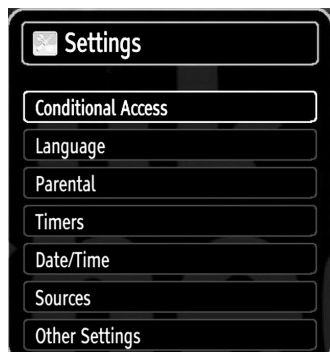 Settings
Conditional Access
Language
Parental
Timers
Date/Time
Sources
Other Settings